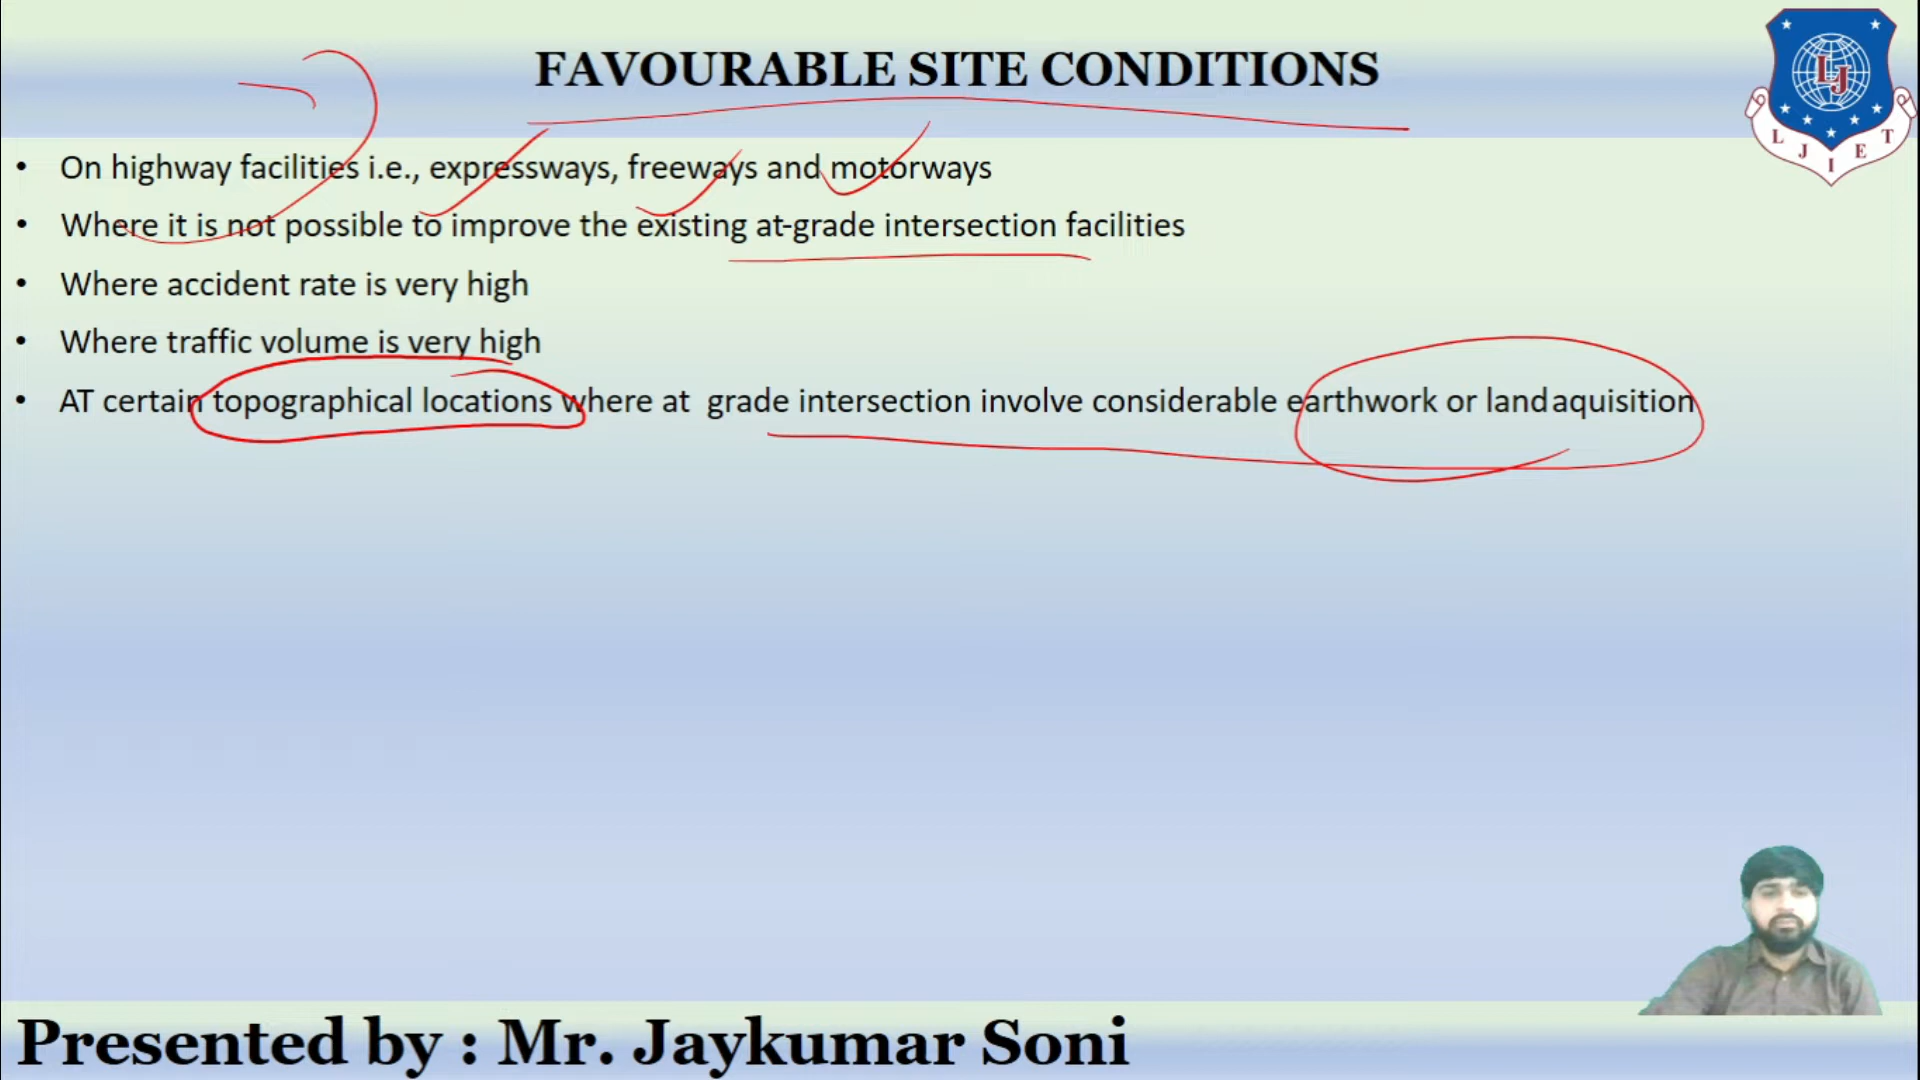 FAVOURABLE SITE CONDITIONS
LJ
L J I E T
• On highway facilities i.e., expressways, freeways and motorways
• Where it is not possible to improve the existing at-grade intersection facilities
• Where accident rate is very high
• Where traffic volume is very high
• AT certain topographical locations where at grade intersection involve considerable earthwork or land aquisition
Presented by : Mr. Jaykumar Soni